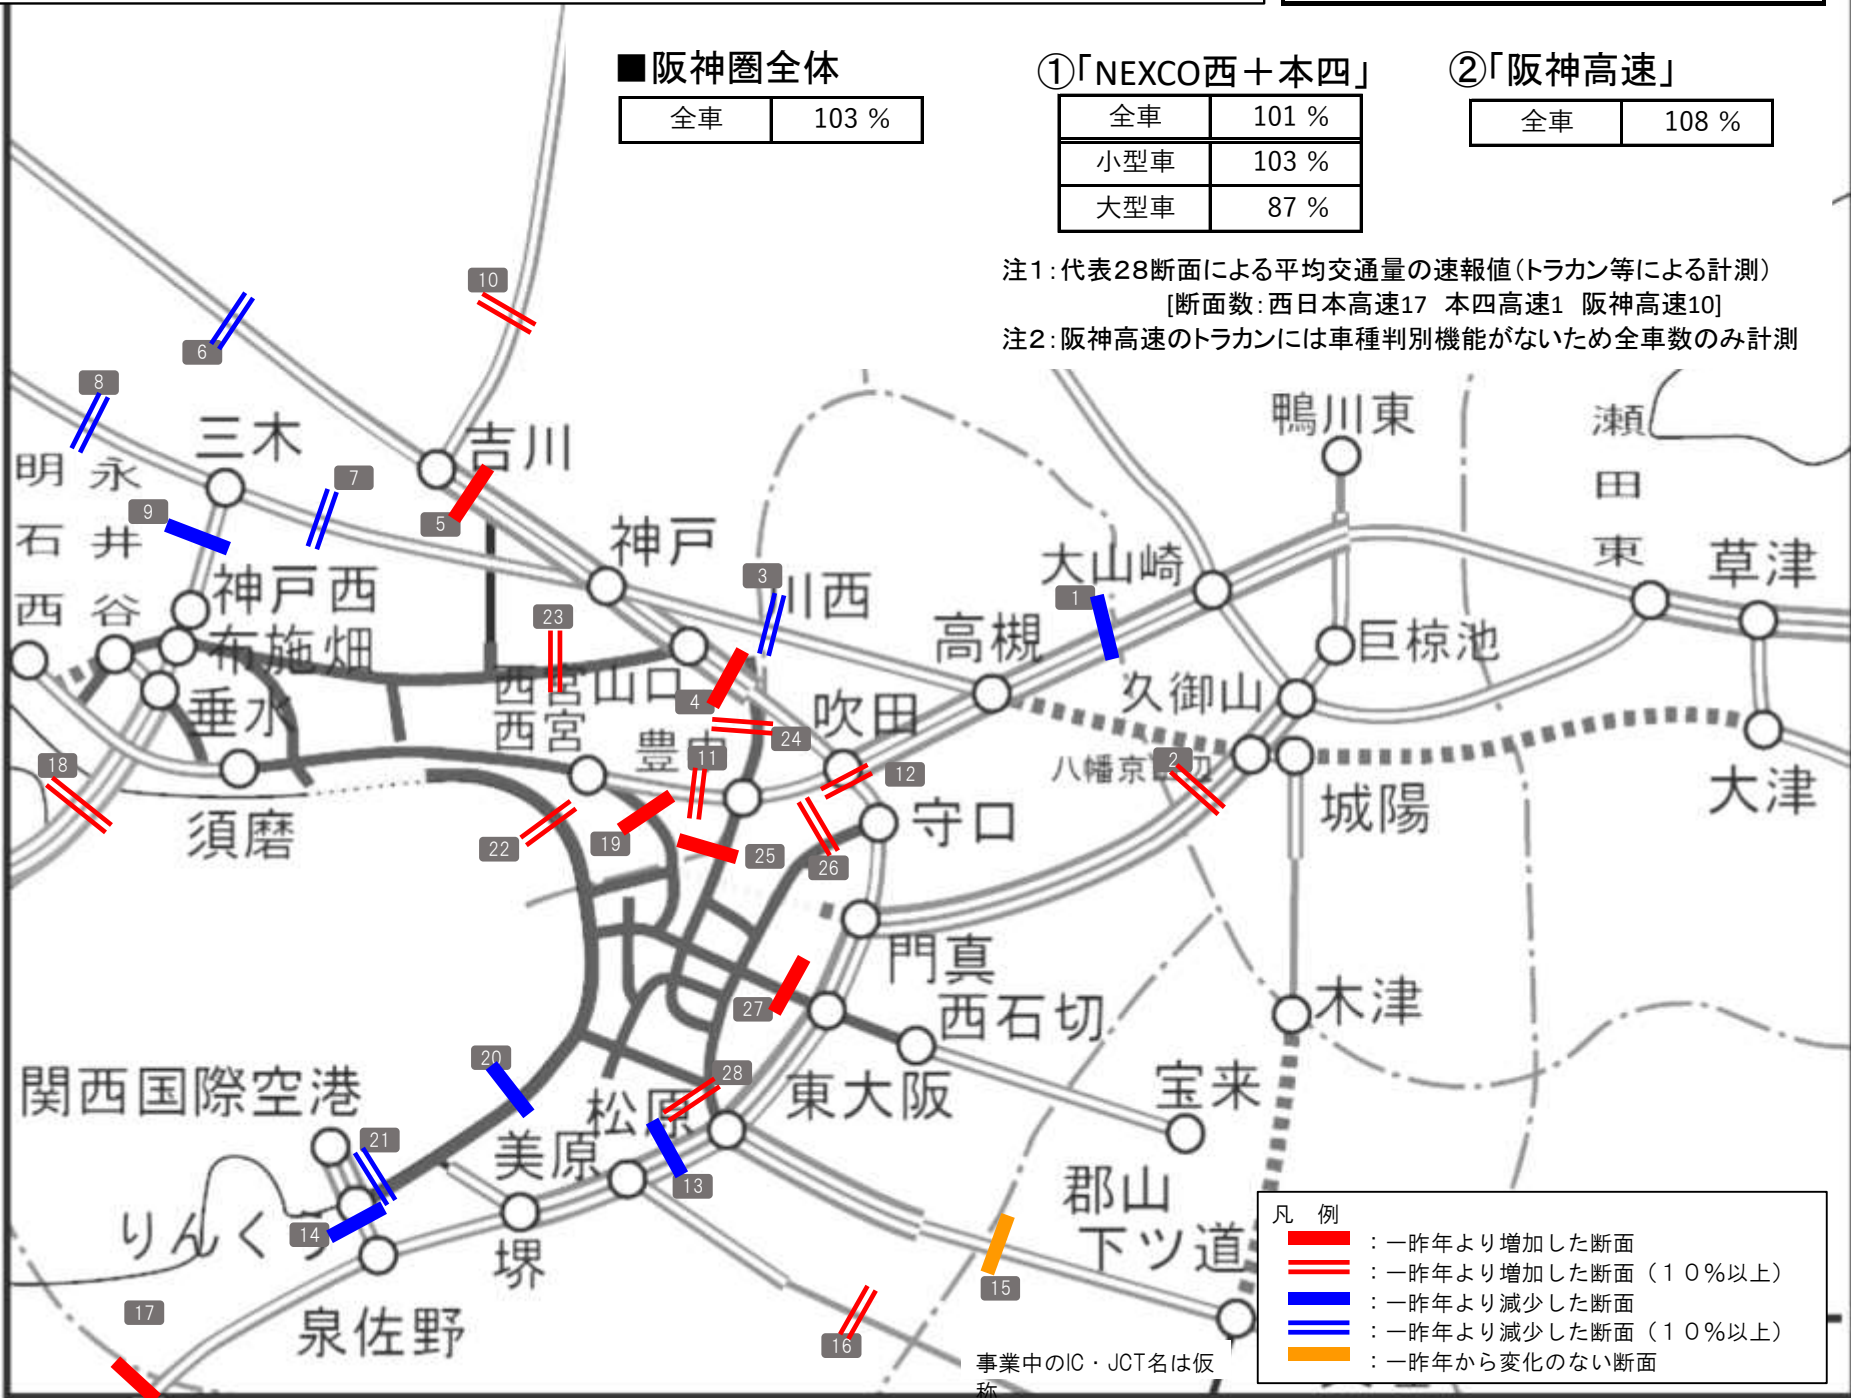 ■阪神圏全体
全車 103 %
①「NEXCO西＋本四」
全車 101 %
小型車 103 %
大型車 87 %
②「阪神高速」
全車 108 %
注1：代表28断面による平均交通量の速報値（トラカン等による計測）
[断面数：西日本高速17 本四高速1 阪神高速10]
注2：阪神高速のトラカンには車種判別機能がないため全車数のみ計測
10
6
8
三木
吉川
鴨川東
瀬田東
明石西
永井谷
7
9
5
神戸
3
川西
大山崎
1
草津
神戸西
布施畑
23
高槻
巨椋池
西宮山口
4
久御山
垂水
西宮
豊中
24
吹田
11
12
18
八幡京田辺
2
城陽
大津
須磨
22
19
25
26
守口
門真
27
西石切
木津
20
28
関西国際空港
松原
東大阪
宝来
21
美原
13
郡山
りんくう
14
堺
下ツ道
15
17
泉佐野
16
事業中のIC・JCT名は仮
称
凡 例
：一昨年より増加した断面
：一昨年より増加した断面（１０％以上）
：一昨年より減少した断面
：一昨年より減少した断面（１０％以上）
：一昨年から変化のない断面